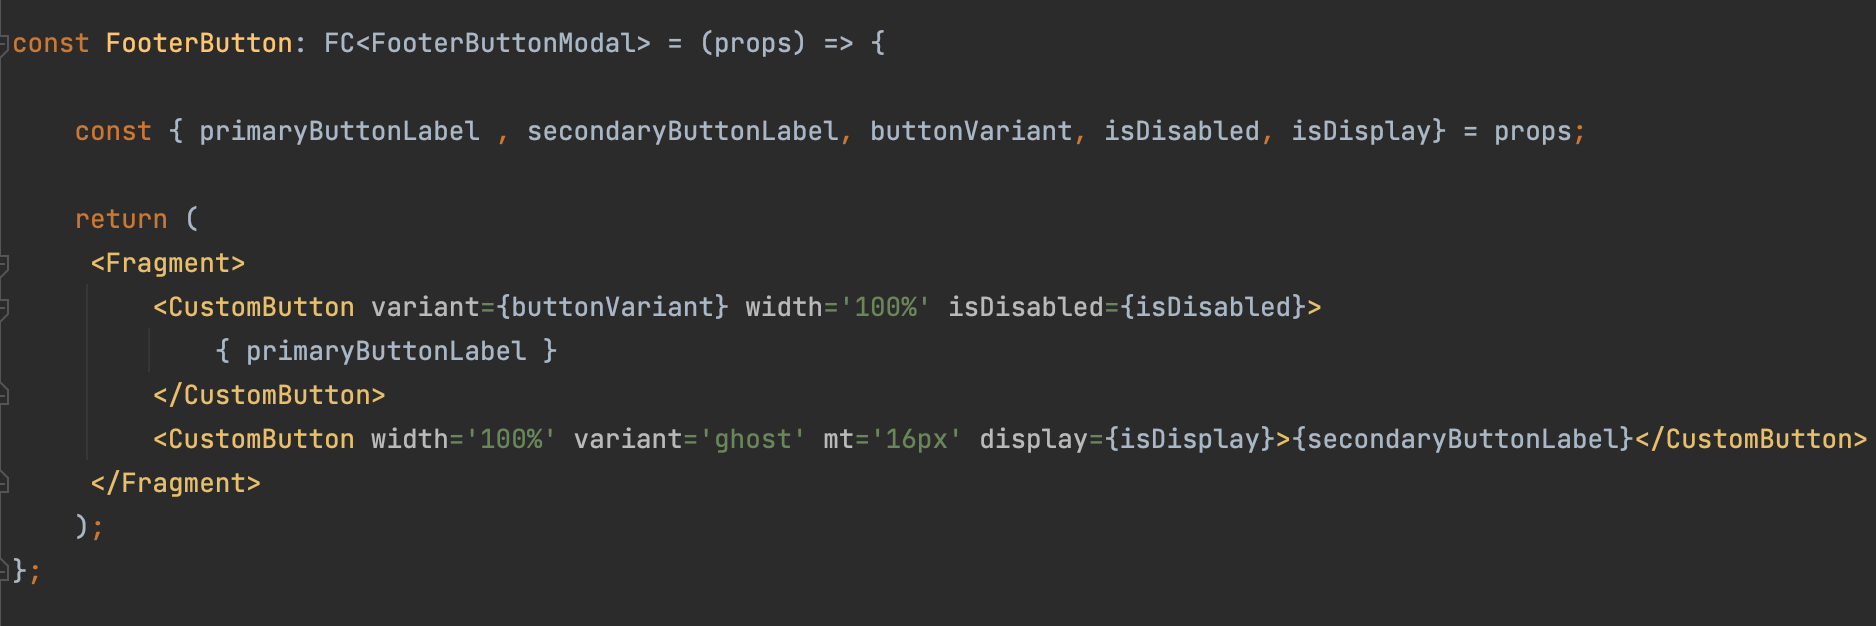 const FooterButton: FC<FooterButtonModal> = (props) => {
const { primaryButtonLabel , secondaryButtonLabel, buttonVariant, isDisabled, isDisplay} = props;
return (
<Fragment>
<CustomButton variant={buttonVariant} width='100%' isDisabled={isDisabled}>
{ primaryButtonLabel }
</CustomButton>
<CustomButton width='100%' variant='ghost' mt='16px' display={isDisplay}>{secondaryButtonLabel}</CustomButton>
</Fragment>
);
};